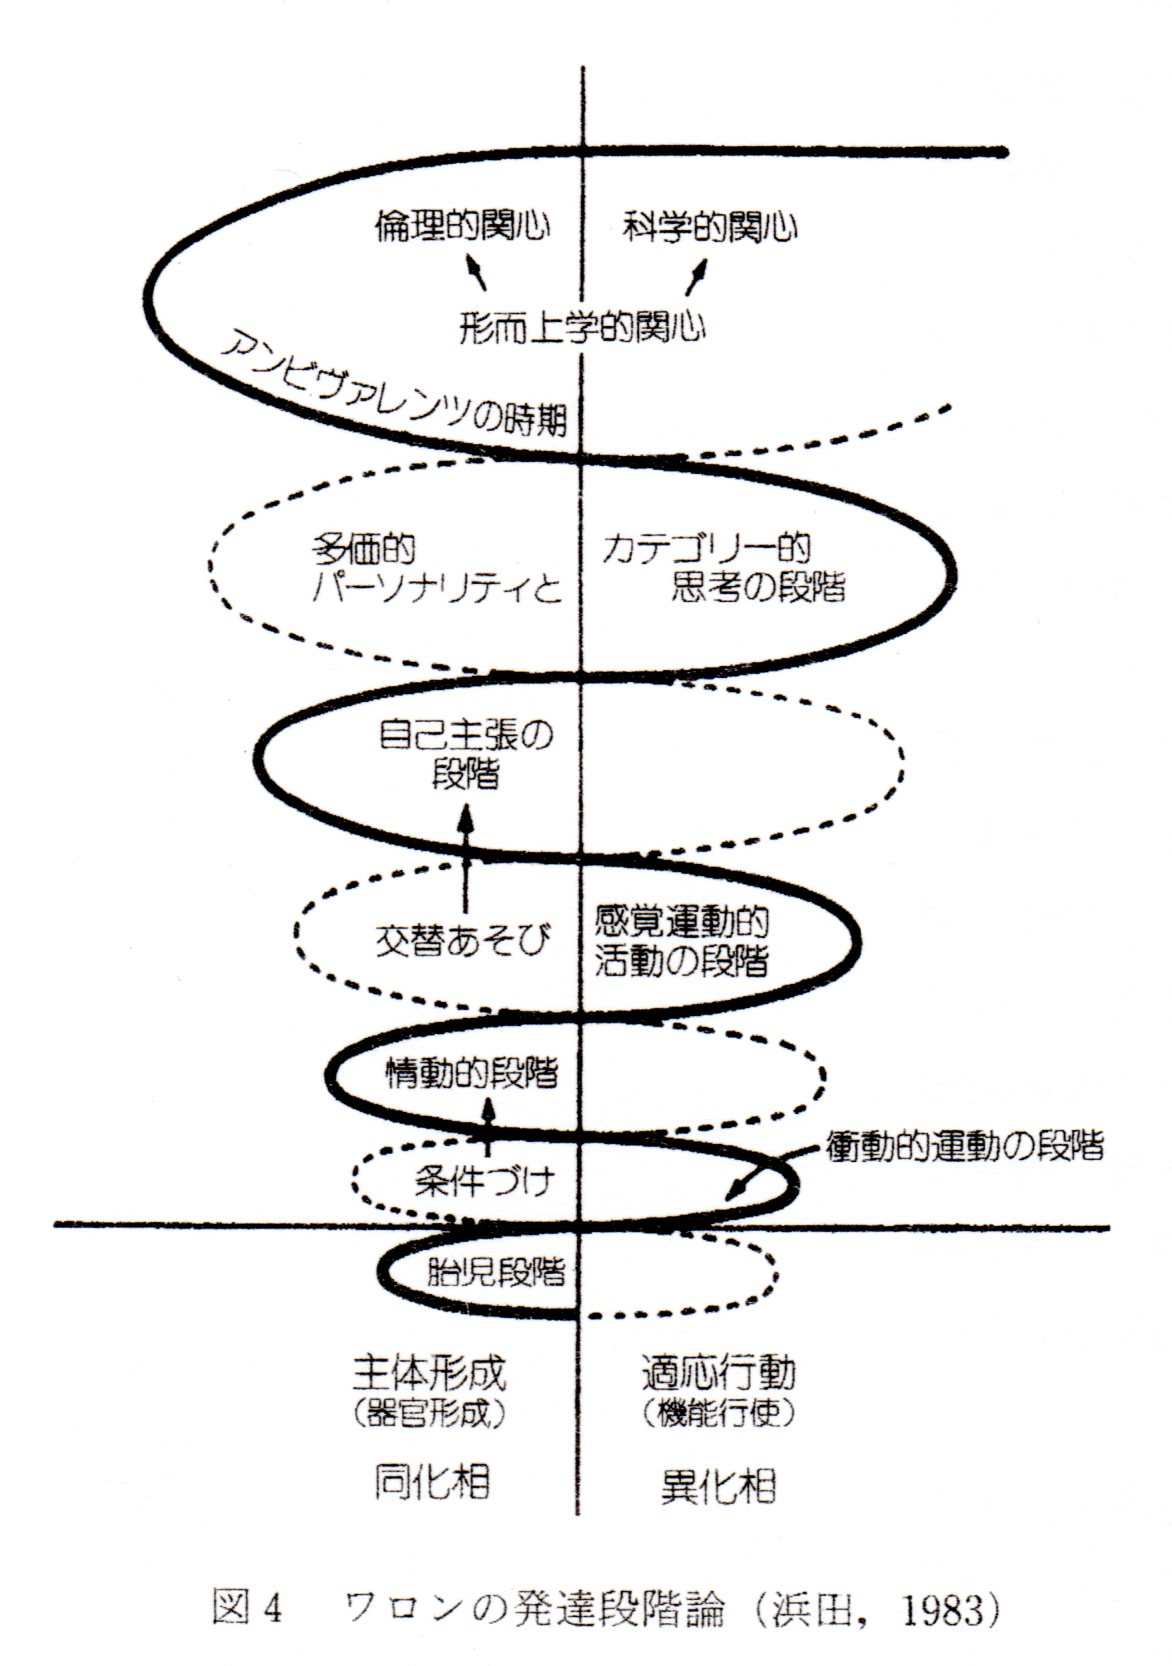 倫理的関心
科学的関心
形而上学的関心
アンビヴァレンツの時期
多価的
パーソナリティと
カテゴリー的
思考の段階
自己主張の
段階
交替あそび
感覚運動的
活動の段階
情動的段階
衝動的運動の段階
条件づけ
胎児段階
主体形成
(器官形成)
適応行動
(機能行使)
同化相
異化相
図4 ワロンの発達段階論（浜田，1983）